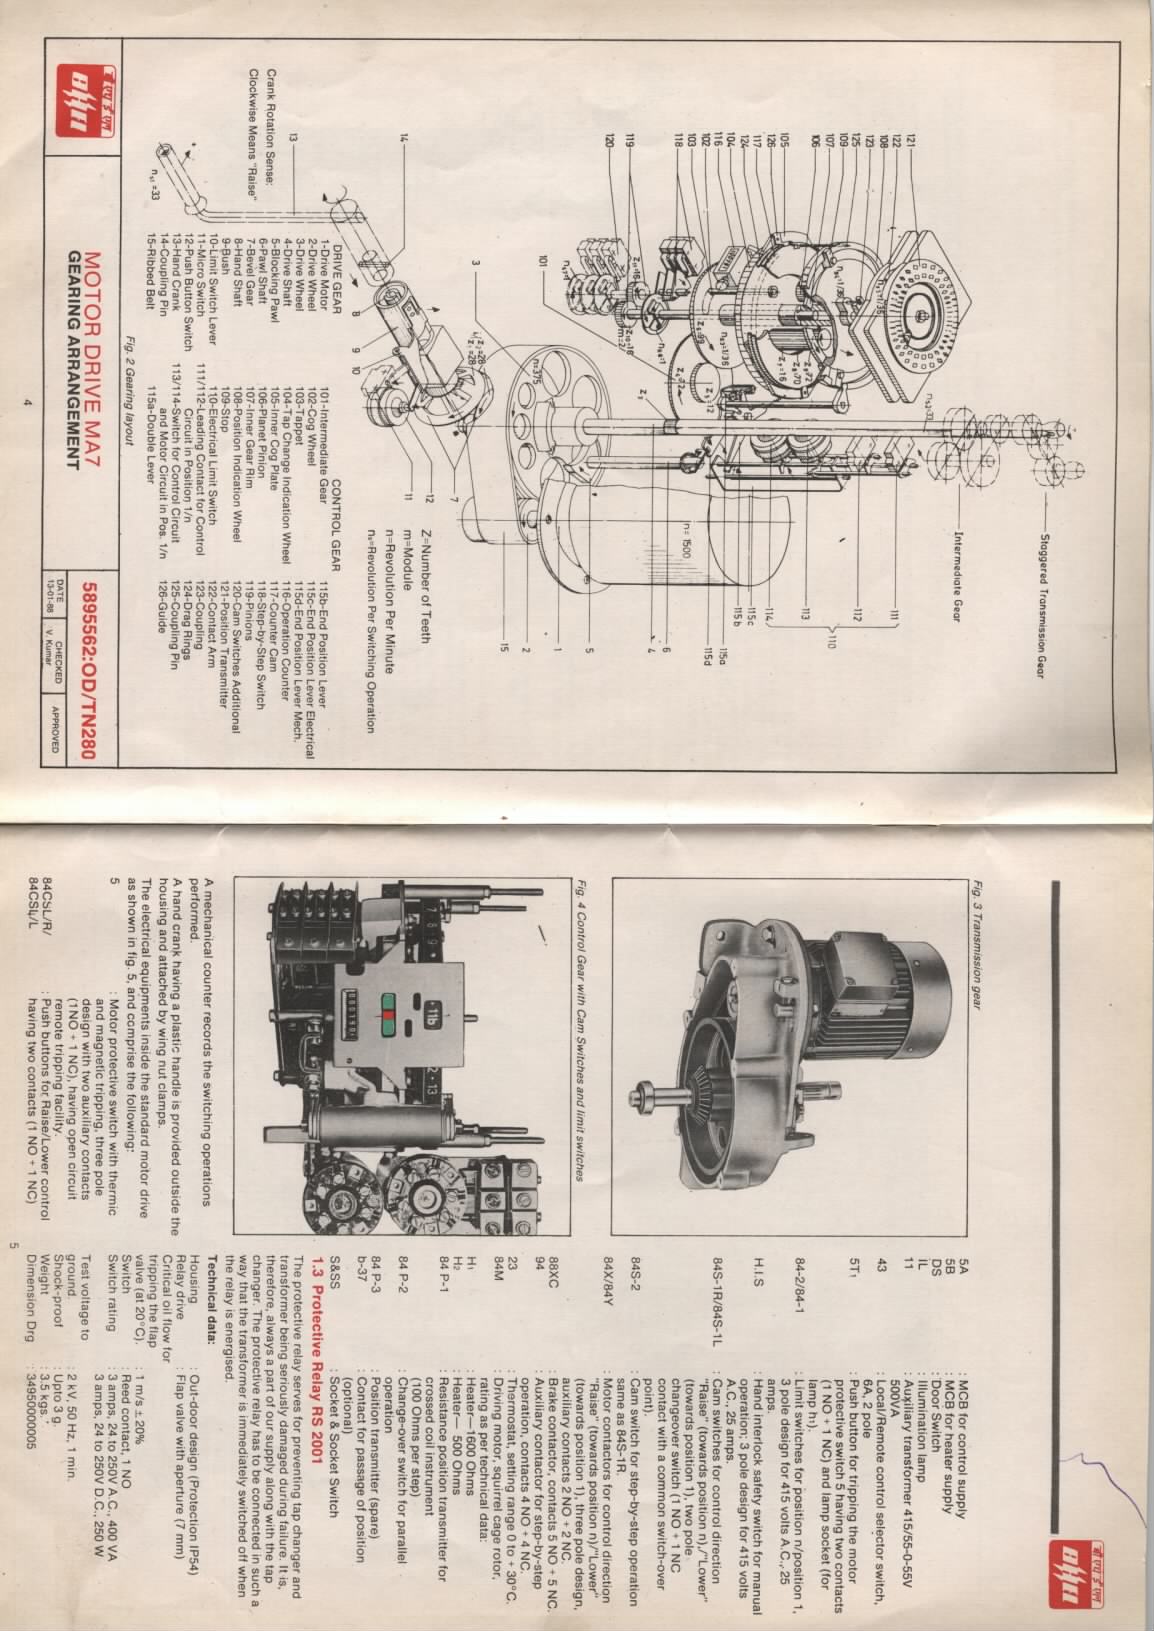 121
122
108
123
125
109
107
106
105
126
117
124
104
116
102
103
118
119
120
101
3
14
13
Crank Rotation Sense:
Clockwise Means "Raise"
8
9
10
7
12
11
15
2
1
5
4
6
115a
115d
115b
115c
114
113
112
111
110
n=375
n= 1500
Staggered Transmission Gear
Intermediate Gear
Z=Number of Teeth
m=Module
n=Revolution Per Minute
nₛ=Revolution Per Switching Operation
DRIVE GEAR
1-Drive Motor
2-Drive Wheel
3-Drive Wheel
4-Drive Shaft
5-Blocking Pawl
6-Pawl Shaft
7-Bevel Gear
8-Hand Shaft
9-Bush
10-Limit Switch Lever
11-Micro Switch
12-Push Button Switch
13-Hand Crank
14-Coupling Pin
15-Ribbed Belt
CONTROL GEAR
101-Intermediate Gear
102-Cog Wheel
103-Tappet
104-Tap Change Indication Wheel
105-Inner Cog Plate
106-Planet Pinion
107-Inner Gear Rim
108-Position Indication Wheel
109-Stop
110-Electrical Limit Switch
111/112-Leading Contact for Control
Circuit in Position 1/n
113/114-Switch for Control Circuit
and Motor Circuit in Pos. 1/n
115a-Double Lever
115b-End Position Lever
115c-End Position Lever Electrical
115d-End Position Lever Mech.
116-Operation Counter
117-Counter Cam
118-Step-by-Step Switch
119-Pinions
120-Cam Switches Additional
121-Position Transmitter
122-Contact Arm
123-Coupling
124-Drag Rings
125-Coupling Pin
126-Guide
Fig. 2 Gearing layout
बी एच ई एल
MOTOR DRIVE MA7
GEARING ARRANGEMENT
5895562:OD/TN280
DATE
13-01-88
CHECKED
V. Kumar
APPROVED
4
बी एच ई एल
Fig. 3 Transmission gear
Fig. 4 Control Gear with Cam Switches and limit switches
11b
A mechanical counter records the switching operations
performed.
A hand crank having a plastic handle is provided outside the
housing and attached by wing nut clamps.
The electrical equipments inside the standard motor drive
as shown in fig. 5, and comprise the following:
5 : Motor protective switch with thermic
and magnetic tripping, three pole
design with two auxiliary contacts
(1NO + 1 NC), having open circuit
remote tripping facility.
84CSL/R/ : Push buttons for Raise/Lower control
84CSL/L having two contacts (1 NO + 1 NC)
5A : MCB for control supply
5B : MCB for heater supply
DS : Door Switch
IL : Illumination lamp
11 : Auxiliary transformer 415/55-0-55V
500VA
43 : Local/Remote control selector switch,
6A, 2 pole
5T₁ : Push button for tripping the motor
protective switch 5 having two contacts
(1 NO + 1 NC) and lamp socket (for
lamp h₁).
84-2/84-1 : Limit switches for position n/position 1,
3 pole design for 415 volts A.C., 25
amps.
H.I.S : Hand interlock safety switch for manual
operation; 3 pole design for 415 volts
A.C., 25 amps.
84S-1R/84S-1L : Cam switches for control direction
"Raise" (towards position n)/"Lower"
(towards position 1), two pole
changeover switch (1 NO + 1 NC
contact with a common switch-over
point).
84S-2 : Cam switch for step-by-step operation
same as 84S-1R.
84X/84Y : Motor contactors for control direction
"Raise" (towards position n)/"Lower"
(towards position 1), three pole design,
auxiliary contacts 2 NO + 2 NC.
88XC : Brake contactor, contacts 5 NO + 5 NC.
94 : Auxiliary contactor for step-by-step
operation, contacts 4 NO + 4 NC.
23 : Thermostat, setting range 0 to + 30°C.
84M : Driving motor, squirrel cage rotor,
rating as per technical data:
H₁ : Heater—1600 Ohms
H₂ : Heater— 500 Ohms
84 P-1 : Resistance position transmitter for
crossed coil instrument
(100 Ohms per step)
84 P-2 : Change-over switch for parallel
operation
84 P-3 : Position transmitter (spare)
b-37 : Contact for passage of position
(optional)
S&SS : Socket & Socket Switch
1.3 Protective Relay RS 2001
The protective relay serves for preventing tap changer and
transformer being seriously damaged during failure. It is,
therefore, always a part of our supply along with the tap
changer. The protective relay has to be connected in such a
way that the transformer is immediately switched off when
the relay is energised.
Technical data:
Housing : Out-door design (Protection IP54)
Relay drive : Flap valve with aperture (7 mm)
Critical oil flow for
tripping the flap
valve (at 20°C). : 1 m/s ± 20%
Switch : Reed contact, 1 NO
Switch rating : 3 amps, 24 to 250V A.C., 400 VA
3 amps, 24 to 250V D.C., 250 W
Test voltage to
ground. : 2 kV, 50 Hz, 1 min.
Shock-proof : Upto 3 g.
Weight : 3.5 kgs.
Dimension Drg : 34950000005
5